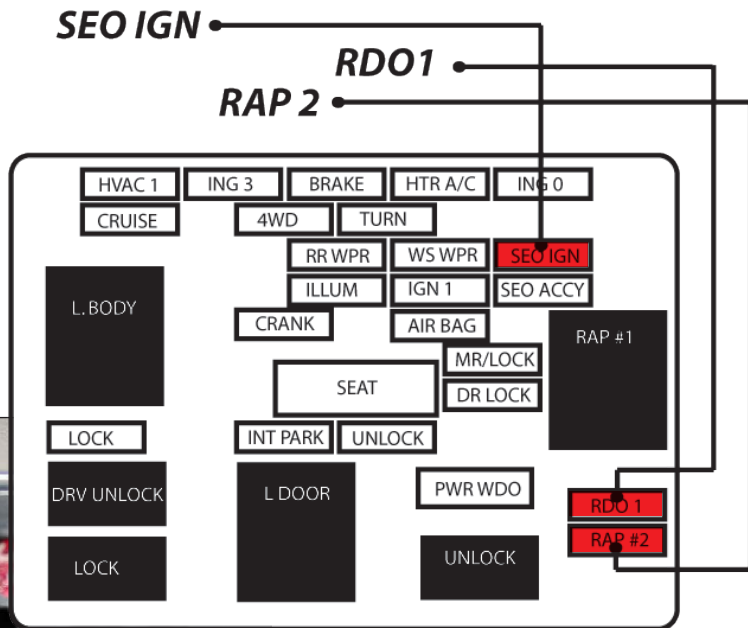 SEO IGN
RDO1
RAP 2
HVAC 1
ING 3
BRAKE
HTR A/C
ING 0
CRUISE
4WD
TURN
RR WPR
WS WPR
SEO IGN
L.BODY
ILLUM
IGN 1
SEO ACCY
CRANK
AIR BAG
RAP #1
MR/LOCK
SEAT
DR LOCK
LOCK
INT PARK
UNLOCK
DRV UNLOCK
L DOOR
PWR WDO
RDO 1
RAP #2
LOCK
UNLOCK